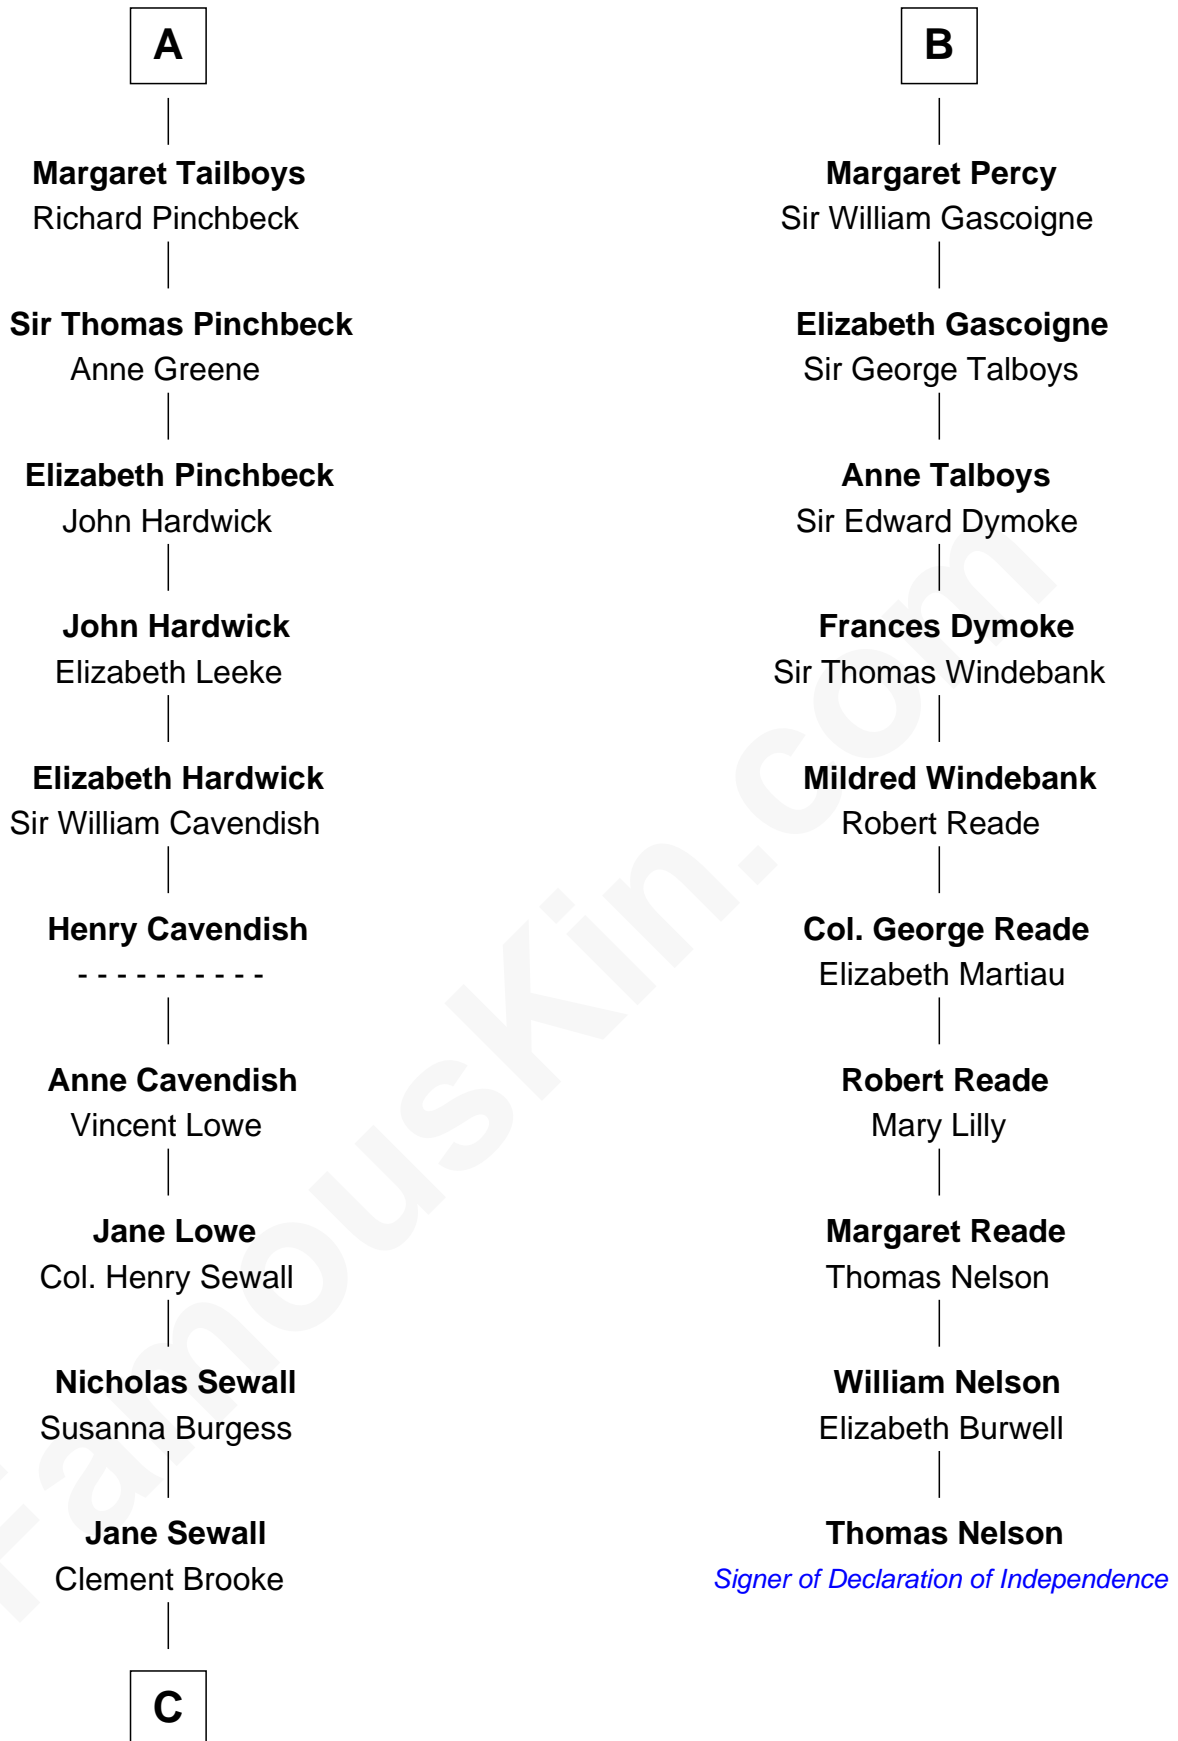 A
Margaret Tailboys
Richard Pinchbeck
Sir Thomas Pinchbeck
Anne Greene
Elizabeth Pinchbeck
John Hardwick
John Hardwick
Elizabeth Leeke
Elizabeth Hardwick
Sir William Cavendish
Henry Cavendish
- - - - - - - - - -
Anne Cavendish
Vincent Lowe
Jane Lowe
Col. Henry Sewall
Nicholas Sewall
Susanna Burgess
Jane Sewall
Clement Brooke
C
B
Margaret Percy
Sir William Gascoigne
Elizabeth Gascoigne
Sir George Talboys
Anne Talboys
Sir Edward Dymoke
Frances Dymoke
Sir Thomas Windebank
Mildred Windebank
Robert Reade
Col. George Reade
Elizabeth Martiau
Robert Reade
Mary Lilly
Margaret Reade
Thomas Nelson
William Nelson
Elizabeth Burwell
Thomas Nelson
Signer of Declaration of Independence
FamousKin.com